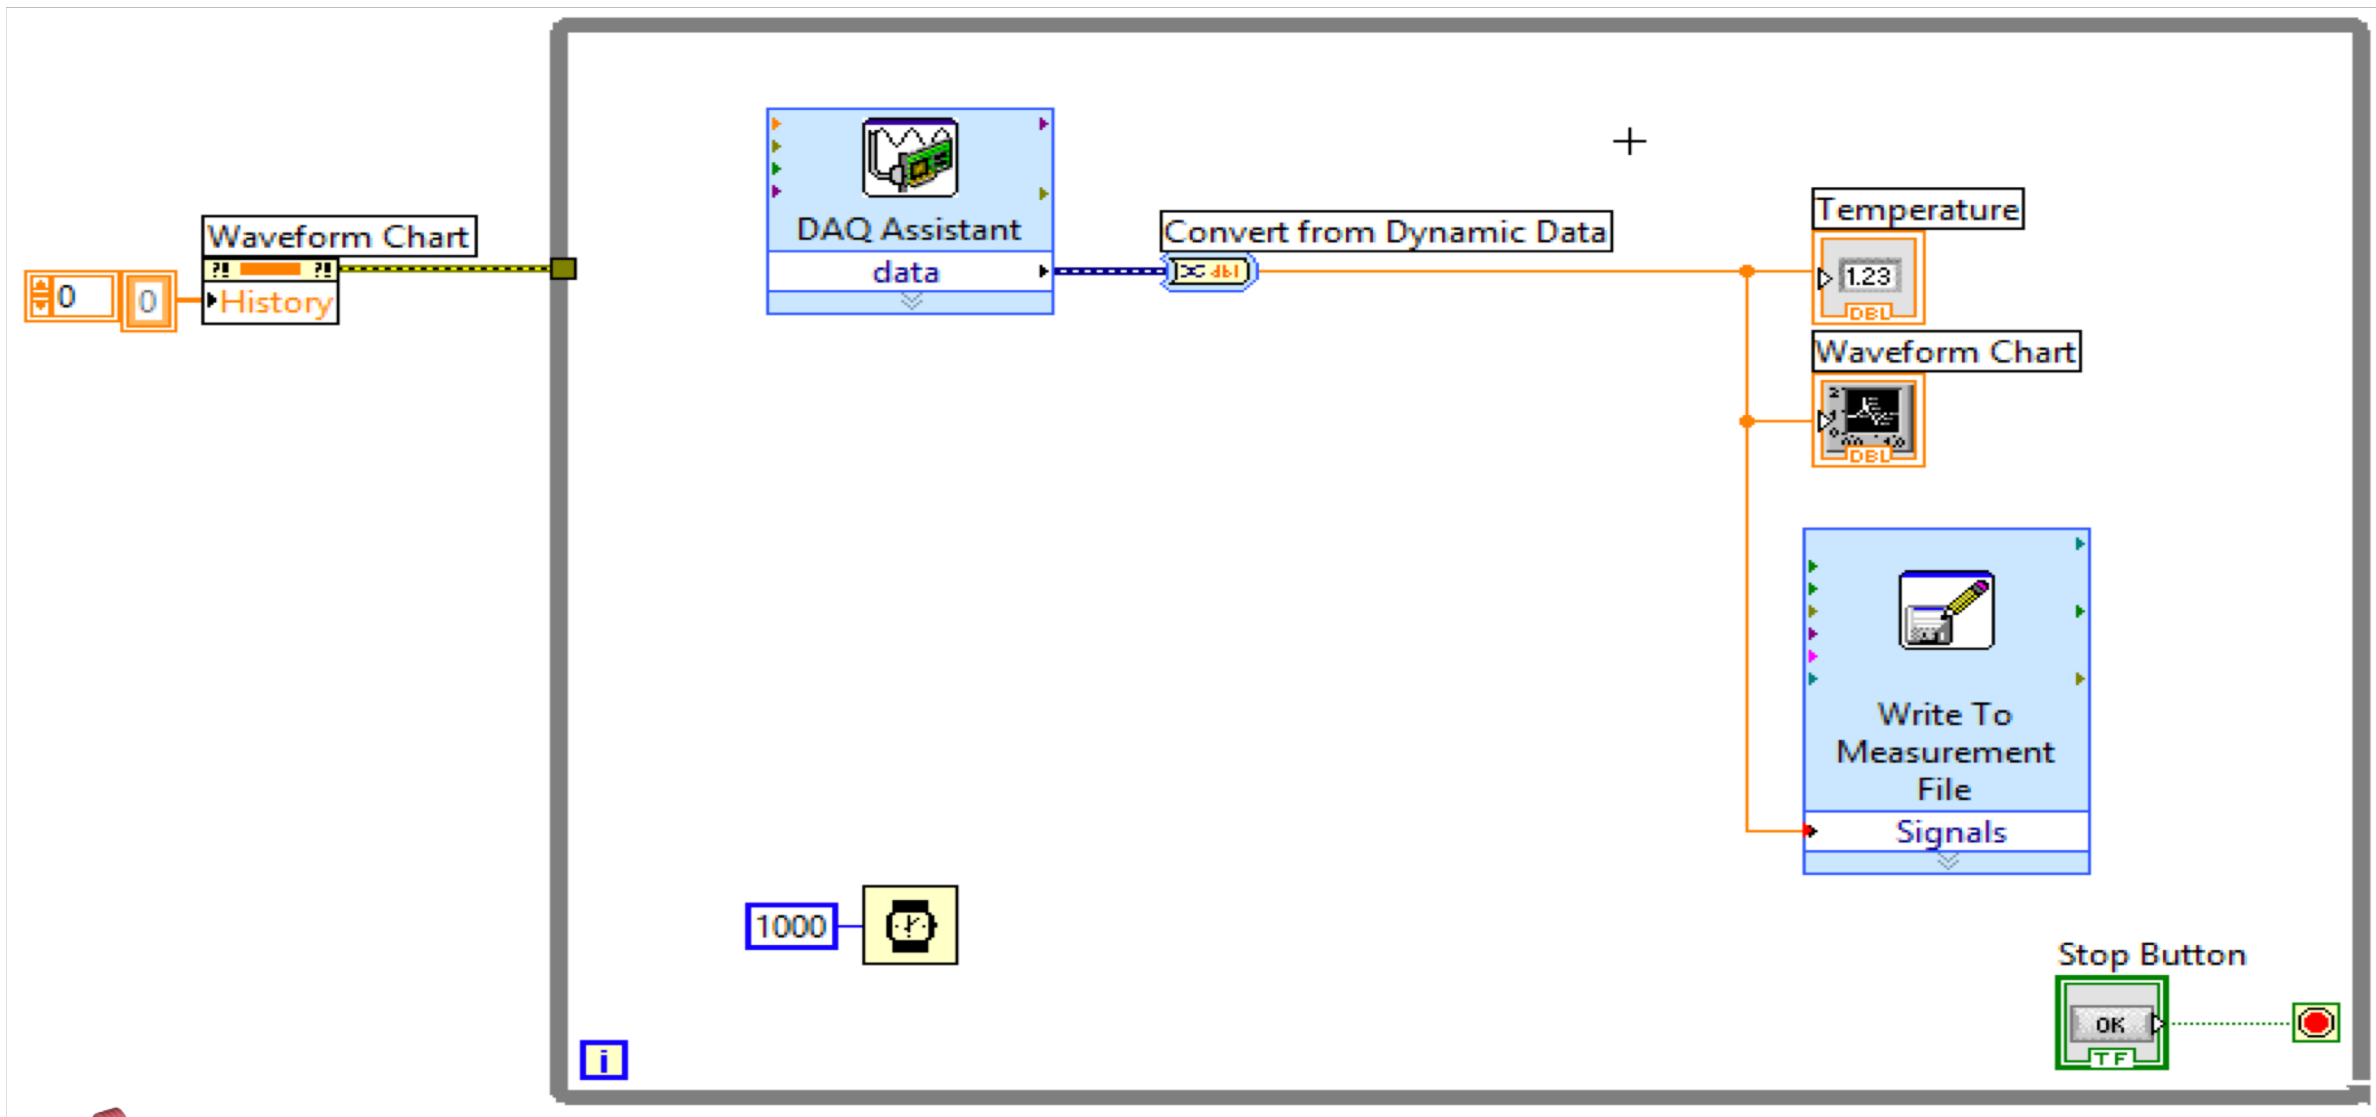 Waveform Chart
?! ?!
0
0
History
DAQ Assistant
data
Convert from Dynamic Data
dbl
Temperature
1.23
DBL
Waveform Chart
DBL
Write To
Measurement
File
Signals
1000
i
Stop Button
OK
TF